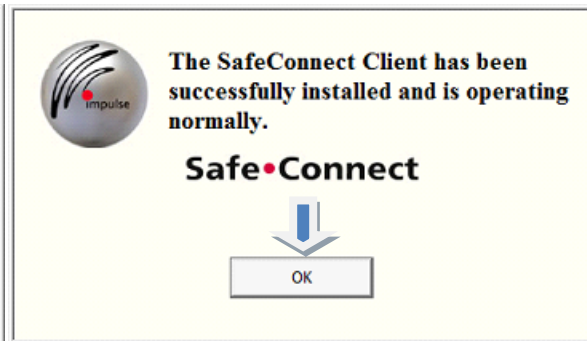 The SafeConnect Client has been
successfully installed and is operating
normally.
impulse
Safe•Connect
OK